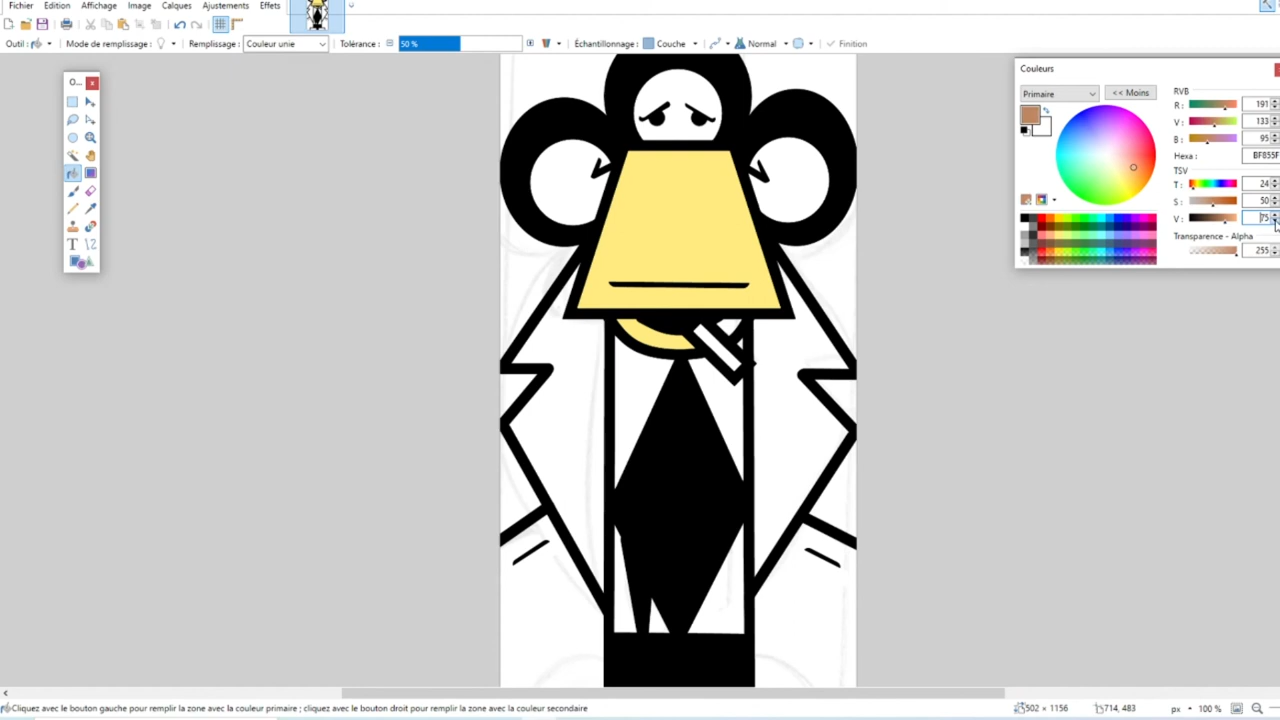 Fichier Edition Affichage Image Calques Ajustements Effets
Outil : Mode de remplissage : Remplissage : Couleur unie Tolérance : 50 % Échantillonnage : Couche Normal Finition
O...
Couleurs
Primaire << Moins
RVB
R : 191
V : 133
B : 95
Hexa : BF855F
TSV
T : 24
S : 50
V : 75
Transparence - Alpha
255
Cliquez avec le bouton gauche pour remplir la zone avec la couleur primaire ; cliquez avec bouton droit pour remplir la zone avec la couleur secondaire
502 × 1156 714, 483 px 100 %